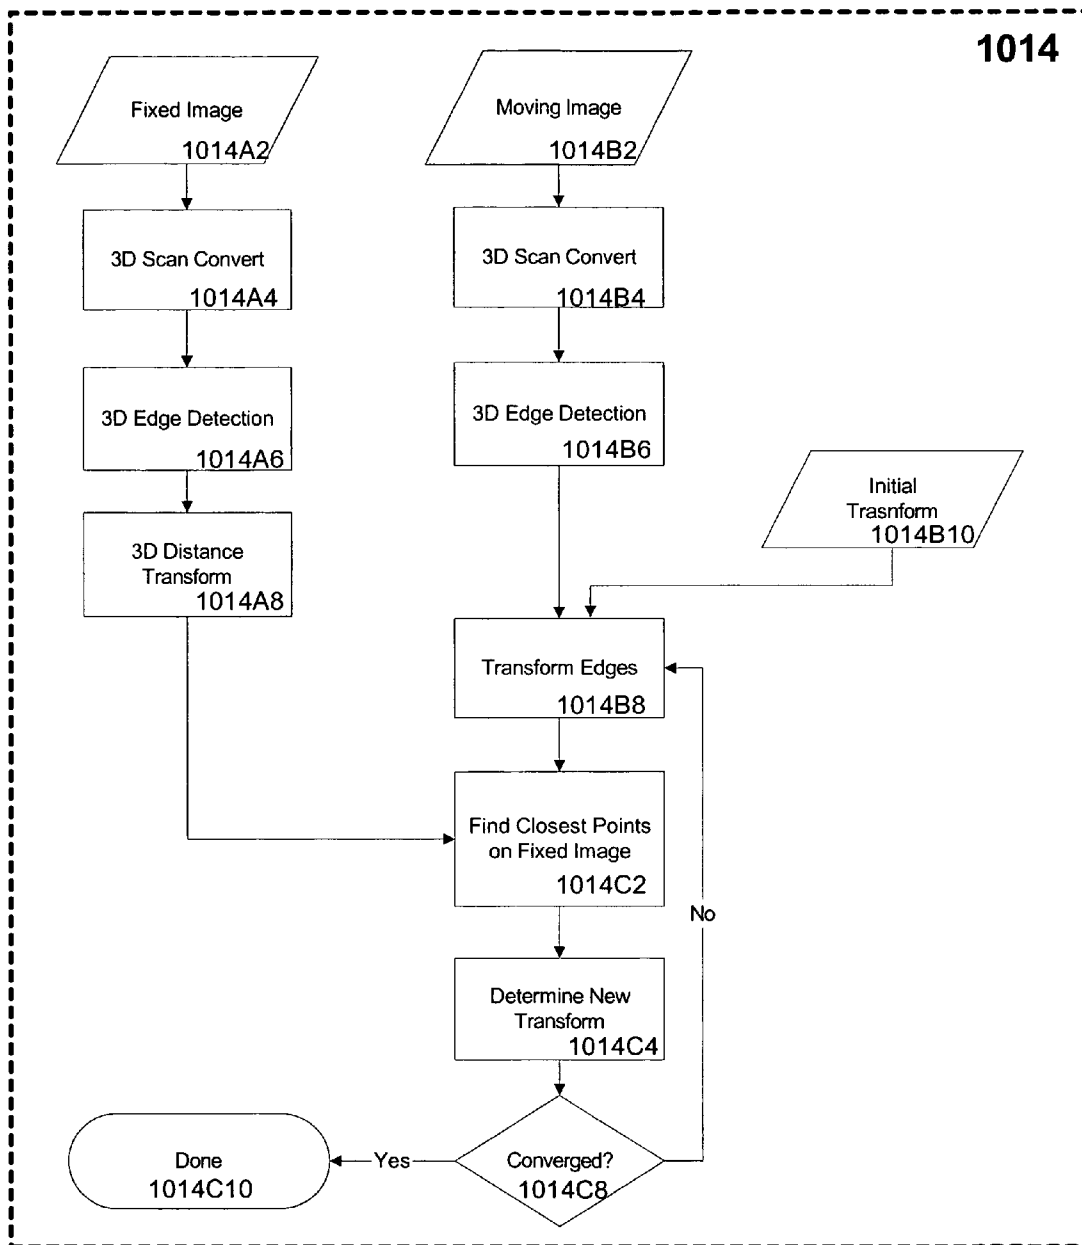 1014
Fixed Image
1014A2
Moving Image
1014B2
3D Scan Convert
1014A4
3D Scan Convert
1014B4
3D Edge Detection
1014A6
3D Edge Detection
1014B6
Initial
Trasnform
1014B10
3D Distance
Transform
1014A8
Transform Edges
1014B8
Find Closest Points
on Fixed Image
1014C2
No
Determine New
Transform
1014C4
Done
1014C10
Yes
Converged?
1014C8